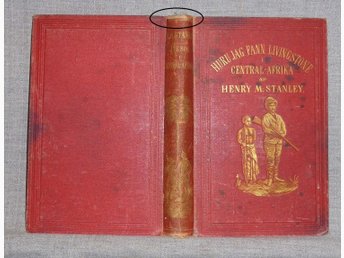 HURU JAG FANN LIVINGSTONE
I
CENTRAL-AFRIKA
AF
HENRY M. STANLEY